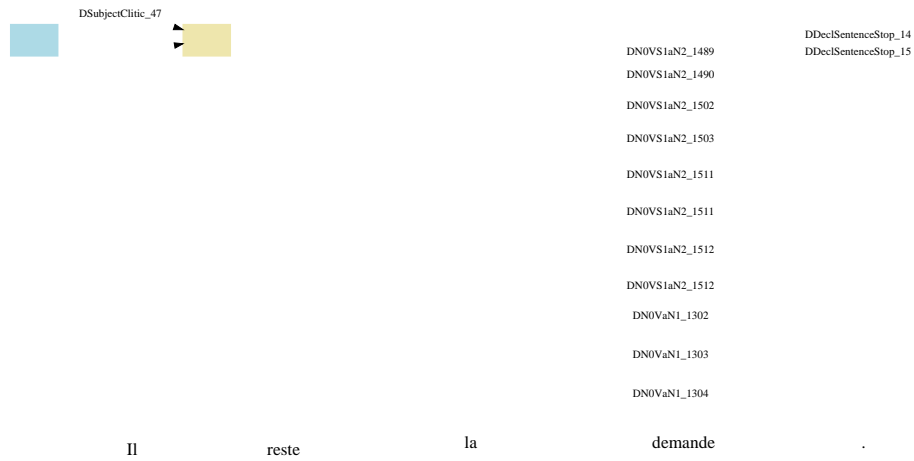 DSubjectClitic_47
DDeclSentenceStop_14
DN0VS1aN2_1489 DDeclSentenceStop_15
DN0VS1aN2_1490
DN0VS1aN2_1502
DN0VS1aN2_1503
DN0VS1aN2_1511
DN0VS1aN2_1511
DN0VS1aN2_1512
DN0VS1aN2_1512
DN0VaN1_1302
DN0VaN1_1303
DN0VaN1_1304
Il reste la demande .